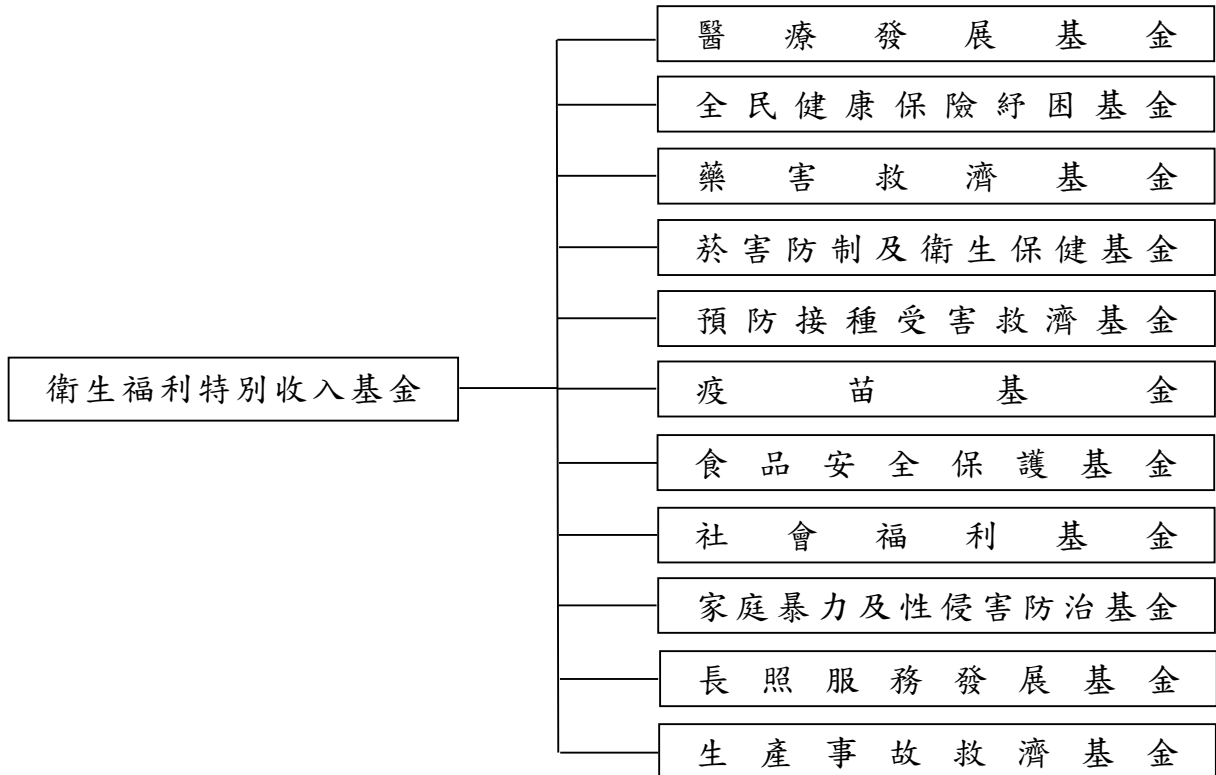 醫療發展基金
全民健康保險紓困基金
藥害救濟基金
菸害防制及衛生保健基金
預防接種受害救濟基金
衛生福利特別收入基金
疫苗基金
食品安全保護基金
社會福利基金
家庭暴力及性侵害防治基金
長照服務發展基金
生產事故救濟基金